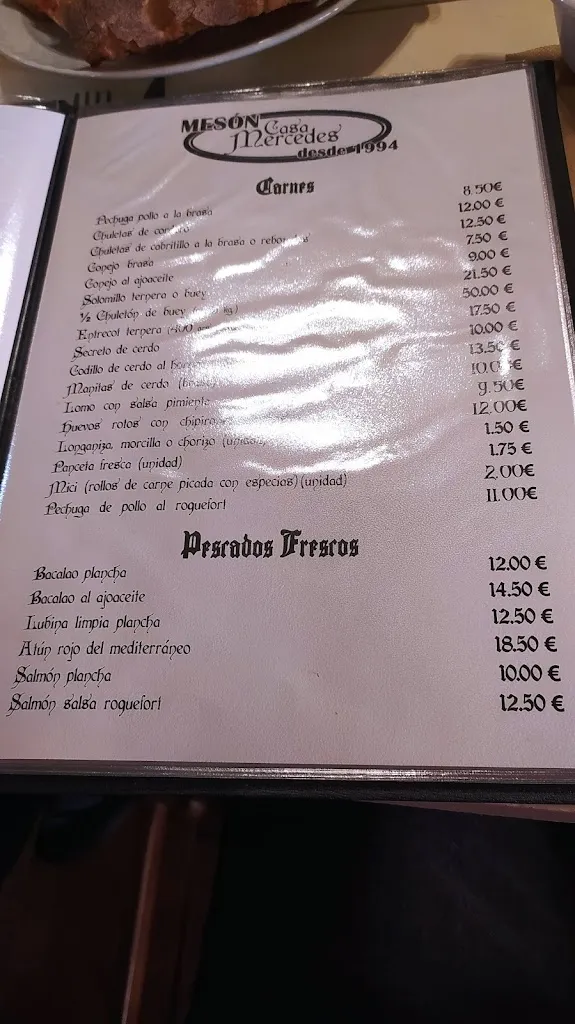 MESÓN Casa Mercedes
desde 1994
Carnes
Pechuga pollo a la brasa 8.50€
Chuletas de cordero 12.00 €
Chuletas de cabritillo a la brasa o 12.50 €
Conejo brasa 7.50 €
Conejo al ajoaceite 9.00 €
Solomillo ternera o buey 21.50 €
½ Chuletón de buey 50.00 €
Entrecot ternera 17.50 €
Secreto de cerdo 10.00 €
Codillo de cerdo al 13.50 €
Manitas de cerdo
Lomo con salsa pimienta 9.50€
Huevos rotos con 12.00€
Longaniza, morcilla o chorizo 1.50 €
Panceta fresca (unidad) 1.75 €
Mici (rollos de carne picada con especias)(unidad) 2.00€
Pechuga de pollo al roquefort 11.00€
Pescados Frescos
Bacalao plancha 12.00 €
Bacalao al ajoaceite 14.50 €
Lubina limpia plancha 12.50 €
Atún rojo del mediterráneo 18.50 €
Salmón plancha 10.00 €
Salmón salsa roquefort 12.50 €